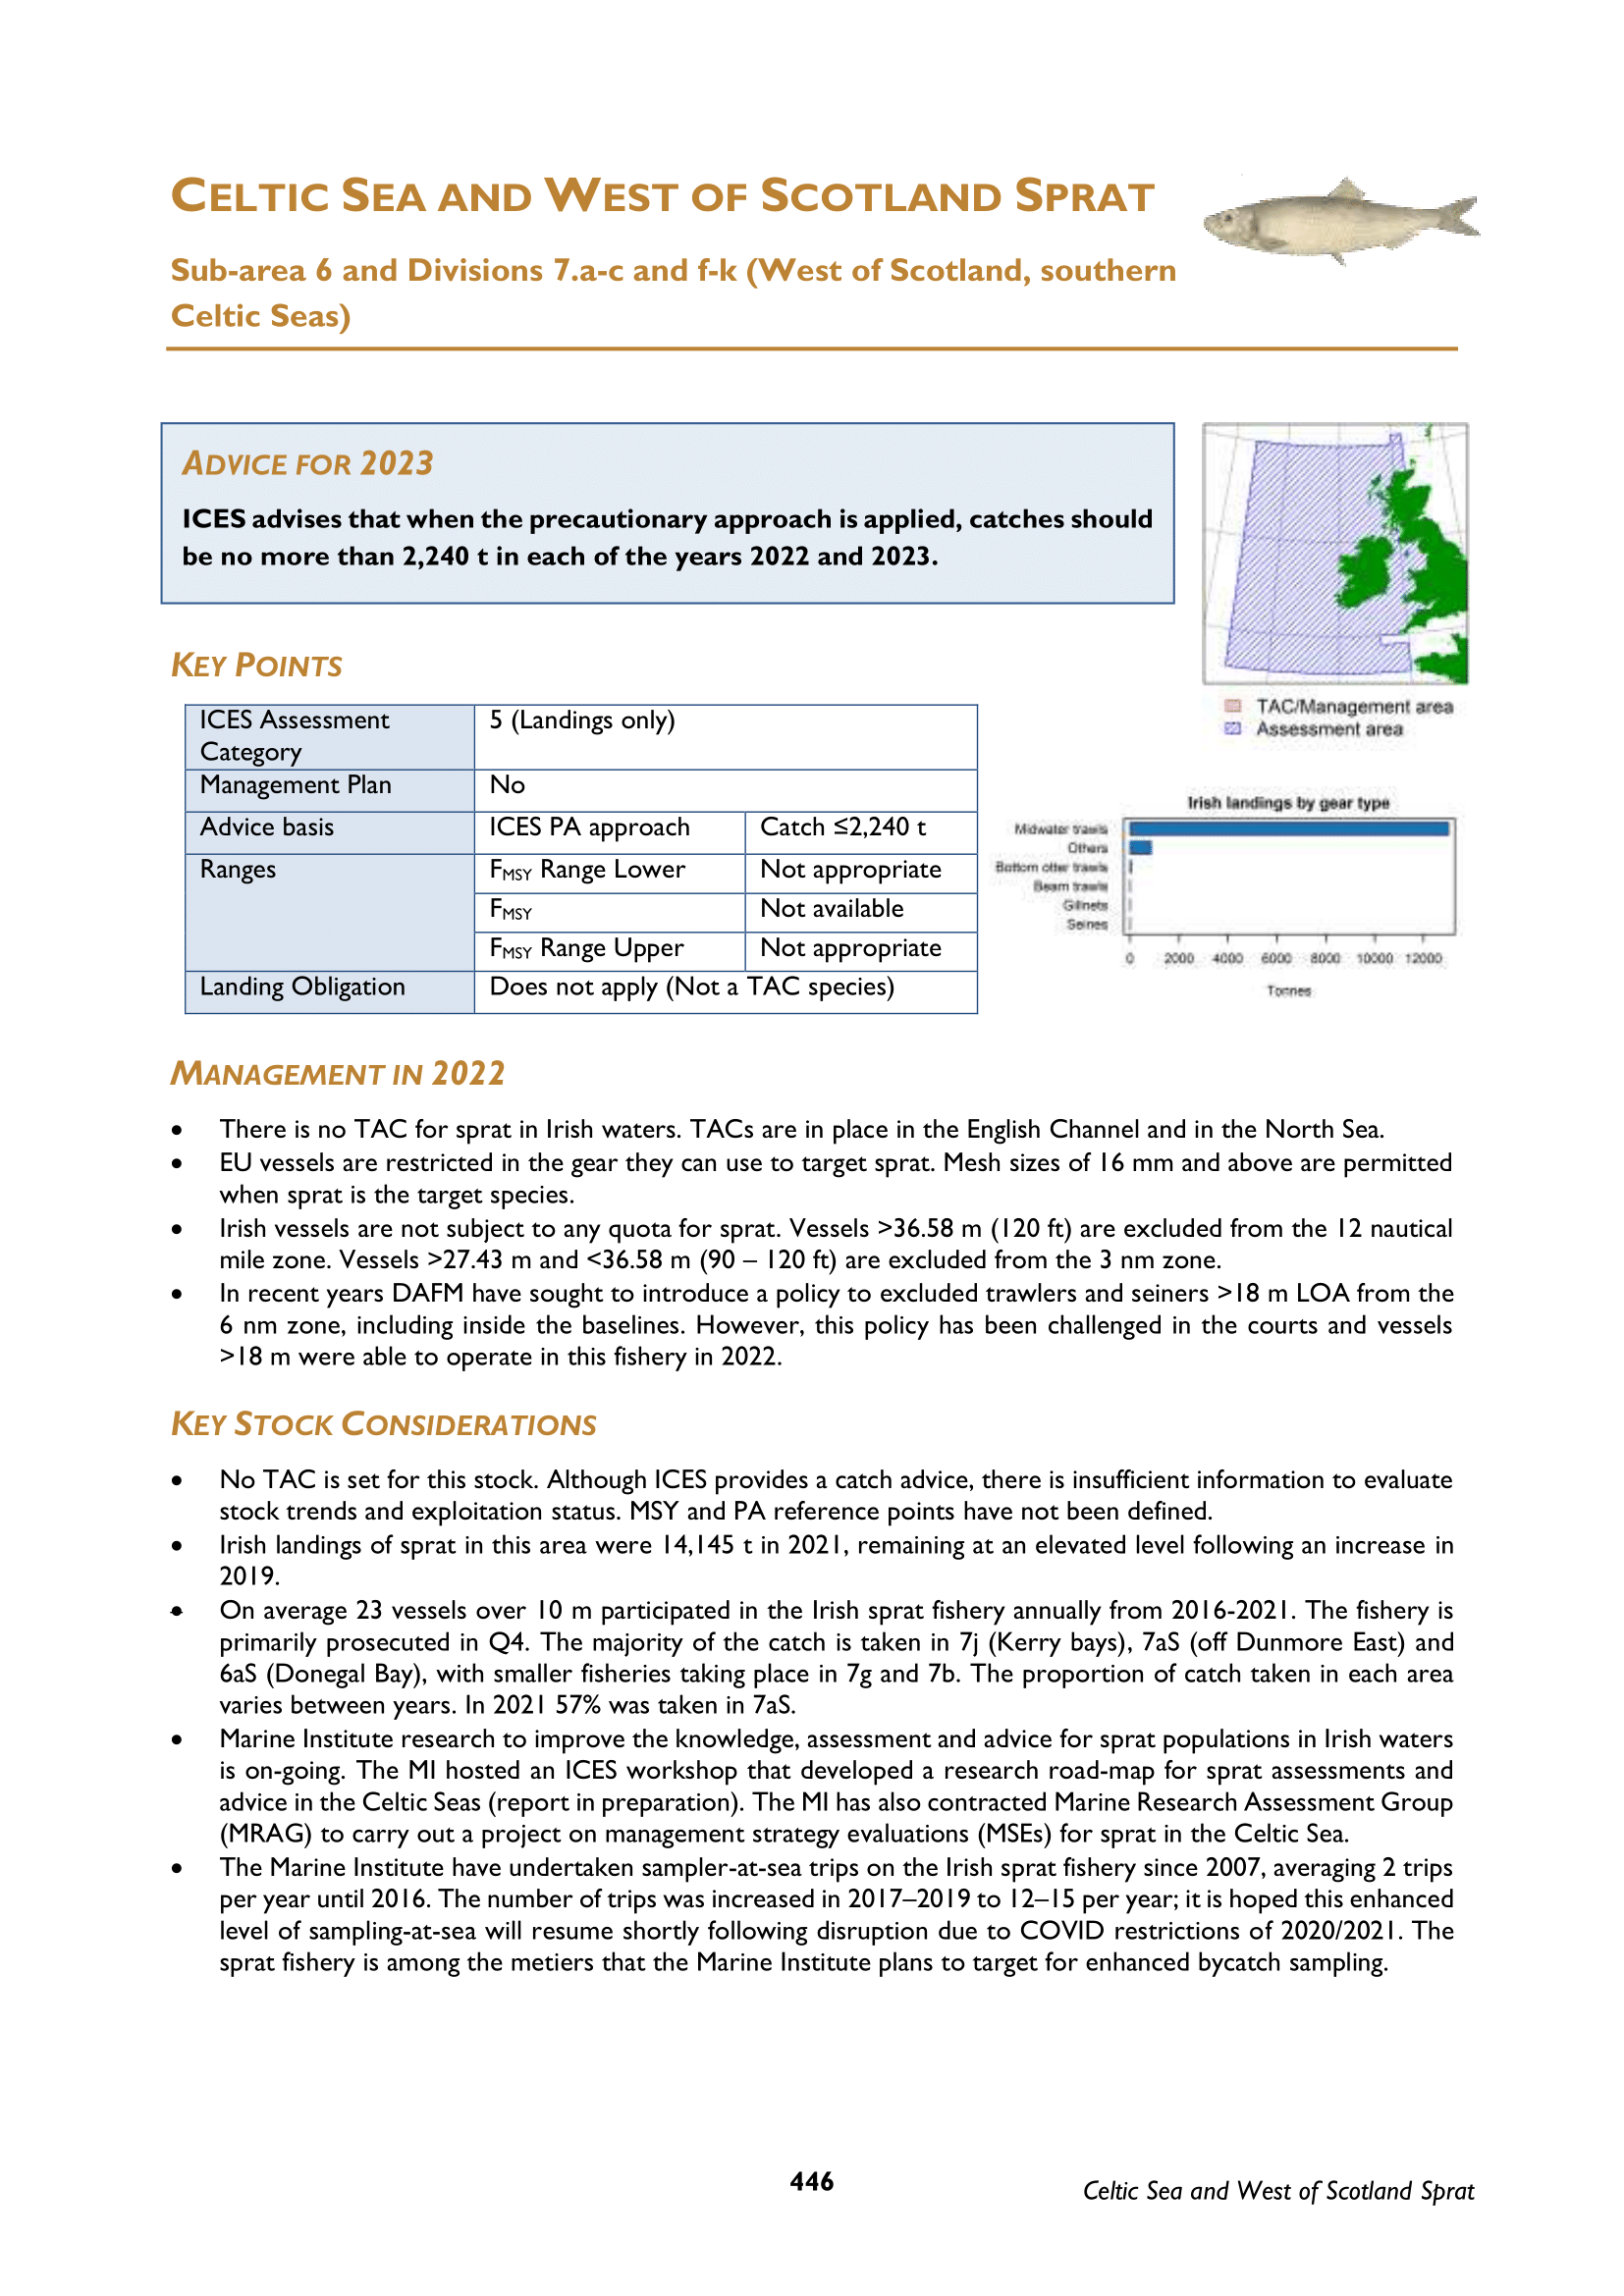 CELTIC SEA AND WEST OF SCOTLAND SPRAT
Sub-area 6 and Divisions 7.a-c and f-k (West of Scotland, southern
Celtic Seas)
ADVICE FOR 2023
ICES advises that when the precautionary approach is applied, catches should
be no more than 2,240 t in each of the years 2022 and 2023.
TAC/Management area
Assessment area
KEY POINTS
ICES Assessment
Category
5 (Landings only)
Management Plan
No
Advice basis
ICES PA approach
Catch ≤2,240 t
Ranges
FMSY Range Lower
Not appropriate
FMSY
Not available
FMSY Range Upper
Not appropriate
Landing Obligation
Does not apply (Not a TAC species)
Irish landings by gear type
Midwater trawls
Others
Bottom otter trawls
Beam trawls
Gillnets
Seines
0 2000 4000 6000 8000 10000 12000
Tonnes
MANAGEMENT IN 2022
• There is no TAC for sprat in Irish waters. TACs are in place in the English Channel and in the North Sea.
• EU vessels are restricted in the gear they can use to target sprat. Mesh sizes of 16 mm and above are permitted
when sprat is the target species.
• Irish vessels are not subject to any quota for sprat. Vessels >36.58 m (120 ft) are excluded from the 12 nautical
mile zone. Vessels >27.43 m and <36.58 m (90 – 120 ft) are excluded from the 3 nm zone.
• In recent years DAFM have sought to introduce a policy to excluded trawlers and seiners >18 m LOA from the
6 nm zone, including inside the baselines. However, this policy has been challenged in the courts and vessels
>18 m were able to operate in this fishery in 2022.
KEY STOCK CONSIDERATIONS
• No TAC is set for this stock. Although ICES provides a catch advice, there is insufficient information to evaluate
stock trends and exploitation status. MSY and PA reference points have not been defined.
• Irish landings of sprat in this area were 14,145 t in 2021, remaining at an elevated level following an increase in
2019.
• On average 23 vessels over 10 m participated in the Irish sprat fishery annually from 2016-2021. The fishery is
primarily prosecuted in Q4. The majority of the catch is taken in 7j (Kerry bays), 7aS (off Dunmore East) and
6aS (Donegal Bay), with smaller fisheries taking place in 7g and 7b. The proportion of catch taken in each area
varies between years. In 2021 57% was taken in 7aS.
• Marine Institute research to improve the knowledge, assessment and advice for sprat populations in Irish waters
is on-going. The MI hosted an ICES workshop that developed a research road-map for sprat assessments and
advice in the Celtic Seas (report in preparation). The MI has also contracted Marine Research Assessment Group
(MRAG) to carry out a project on management strategy evaluations (MSEs) for sprat in the Celtic Sea.
• The Marine Institute have undertaken sampler-at-sea trips on the Irish sprat fishery since 2007, averaging 2 trips
per year until 2016. The number of trips was increased in 2017–2019 to 12–15 per year; it is hoped this enhanced
level of sampling-at-sea will resume shortly following disruption due to COVID restrictions of 2020/2021. The
sprat fishery is among the metiers that the Marine Institute plans to target for enhanced bycatch sampling.
446
Celtic Sea and West of Scotland Sprat